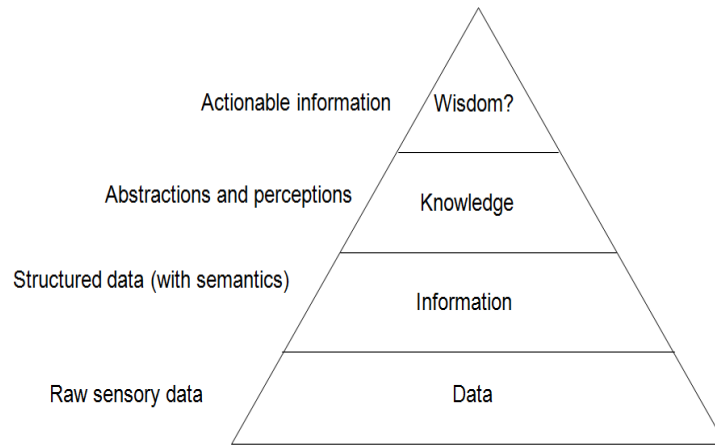 Actionable information
Wisdom?
Abstractions and perceptions
Knowledge
Structured data (with semantics)
Information
Raw sensory data
Data